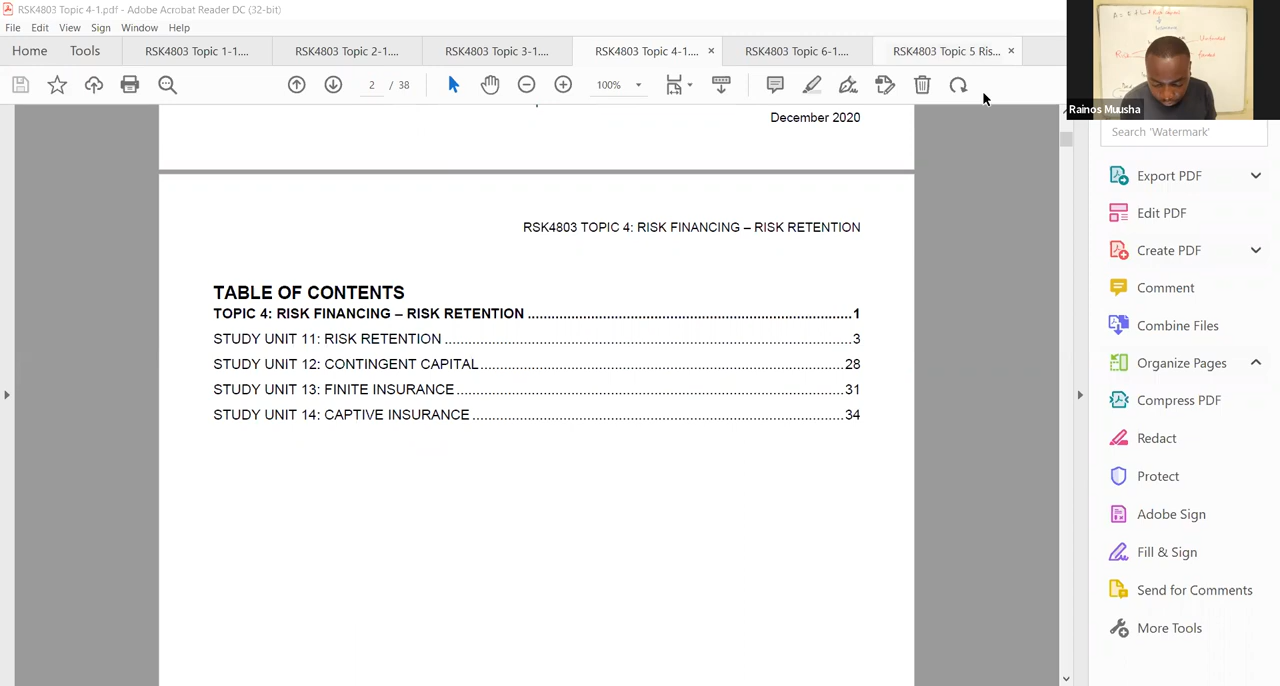 RSK4803 Topic 4-1.pdf - Adobe Acrobat Reader DC (32-bit)
File Edit View Sign Window Help
Home Tools RSK4803 Topic 1-1.... RSK4803 Topic 2-1.... RSK4803 Topic 3-1.... RSK4803 Topic 4-1.... × RSK4803 Topic 6-1.... RSK4803 Topic 5 Ris... ×
2 / 38 100%
Rainos Muusha
December 2020
RSK4803 TOPIC 4: RISK FINANCING – RISK RETENTION
TABLE OF CONTENTS
TOPIC 4: RISK FINANCING – RISK RETENTION ........ 1
STUDY UNIT 11: RISK RETENTION ........ 3
STUDY UNIT 12: CONTINGENT CAPITAL ........ 28
STUDY UNIT 13: FINITE INSURANCE ........ 31
STUDY UNIT 14: CAPTIVE INSURANCE ........ 34
Search 'Watermark'
Export PDF
Edit PDF
Create PDF
Comment
Combine Files
Organize Pages
Compress PDF
Redact
Protect
Adobe Sign
Fill & Sign
Send for Comments
More Tools